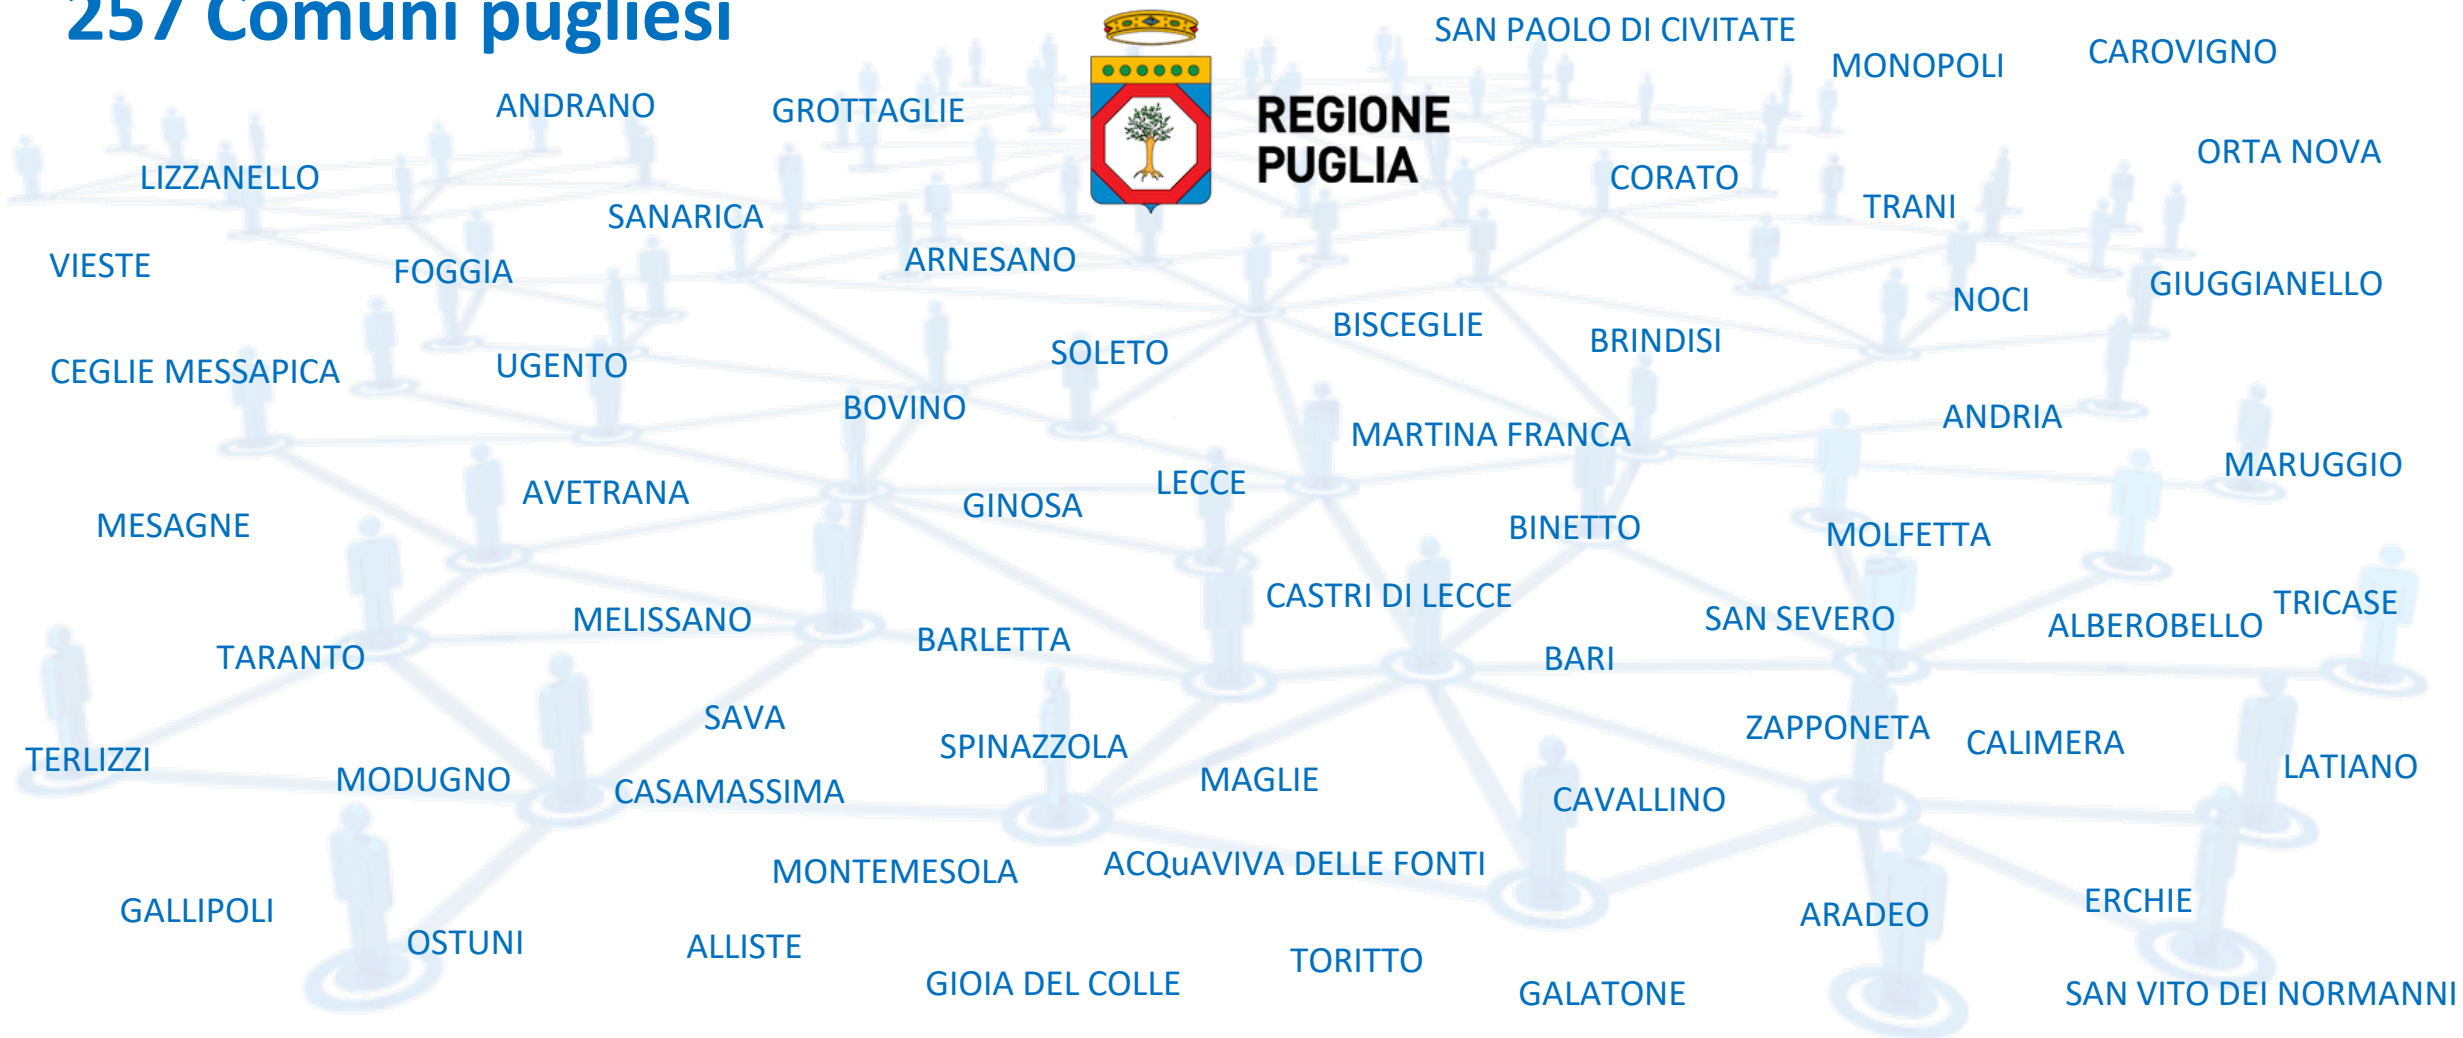 257 Comuni pugliesi
SAN PAOLO DI CIVITATE
MONOPOLI
CAROVIGNO
ANDRANO
GROTTAGLIE
REGIONE
PUGLIA
ORTA NOVA
LIZZANELLO
CORATO
SANARICA
TRANI
VIESTE
FOGGIA
ARNESANO
NOCI
GIUGGIANELLO
BISCEGLIE
BRINDISI
CEGLIE MESSAPICA
UGENTO
SOLETO
BOVINO
MARTINA FRANCA
ANDRIA
MARUGGIO
AVETRANA
GINOSA
LECCE
MESAGNE
BINETTO
MOLFETTA
CASTRI DI LECCE
TRICASE
MELISSANO
SAN SEVERO
ALBEROBELLO
TARANTO
BARLETTA
BARI
SAVA
ZAPPONETA
CALIMERA
TERLIZZI
SPINAZZOLA
LATIANO
MODUGNO
CASAMASSIMA
MAGLIE
CAVALLINO
MONTEMESOLA
ACQuAVIVA DELLE FONTI
GALLIPOLI
ARADEO
ERCHIE
OSTUNI
ALLISTE
TORITTO
GIOIA DEL COLLE
GALATONE
SAN VITO DEI NORMANNI